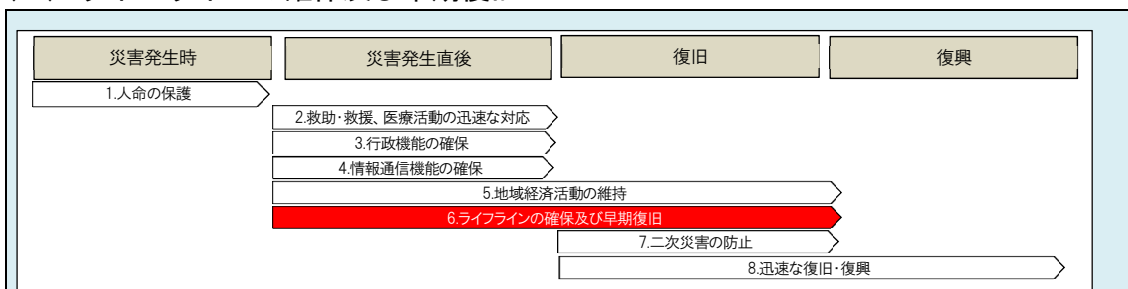 災害発生時
災害発生直後
復旧
復興
1.人命の保護
2.救助・救援、医療活動の迅速な対応
3.行政機能の確保
4.情報通信機能の確保
5.地域経済活動の維持
6.ライフラインの確保及び早期復旧
7.二次災害の防止
8.迅速な復旧・復興